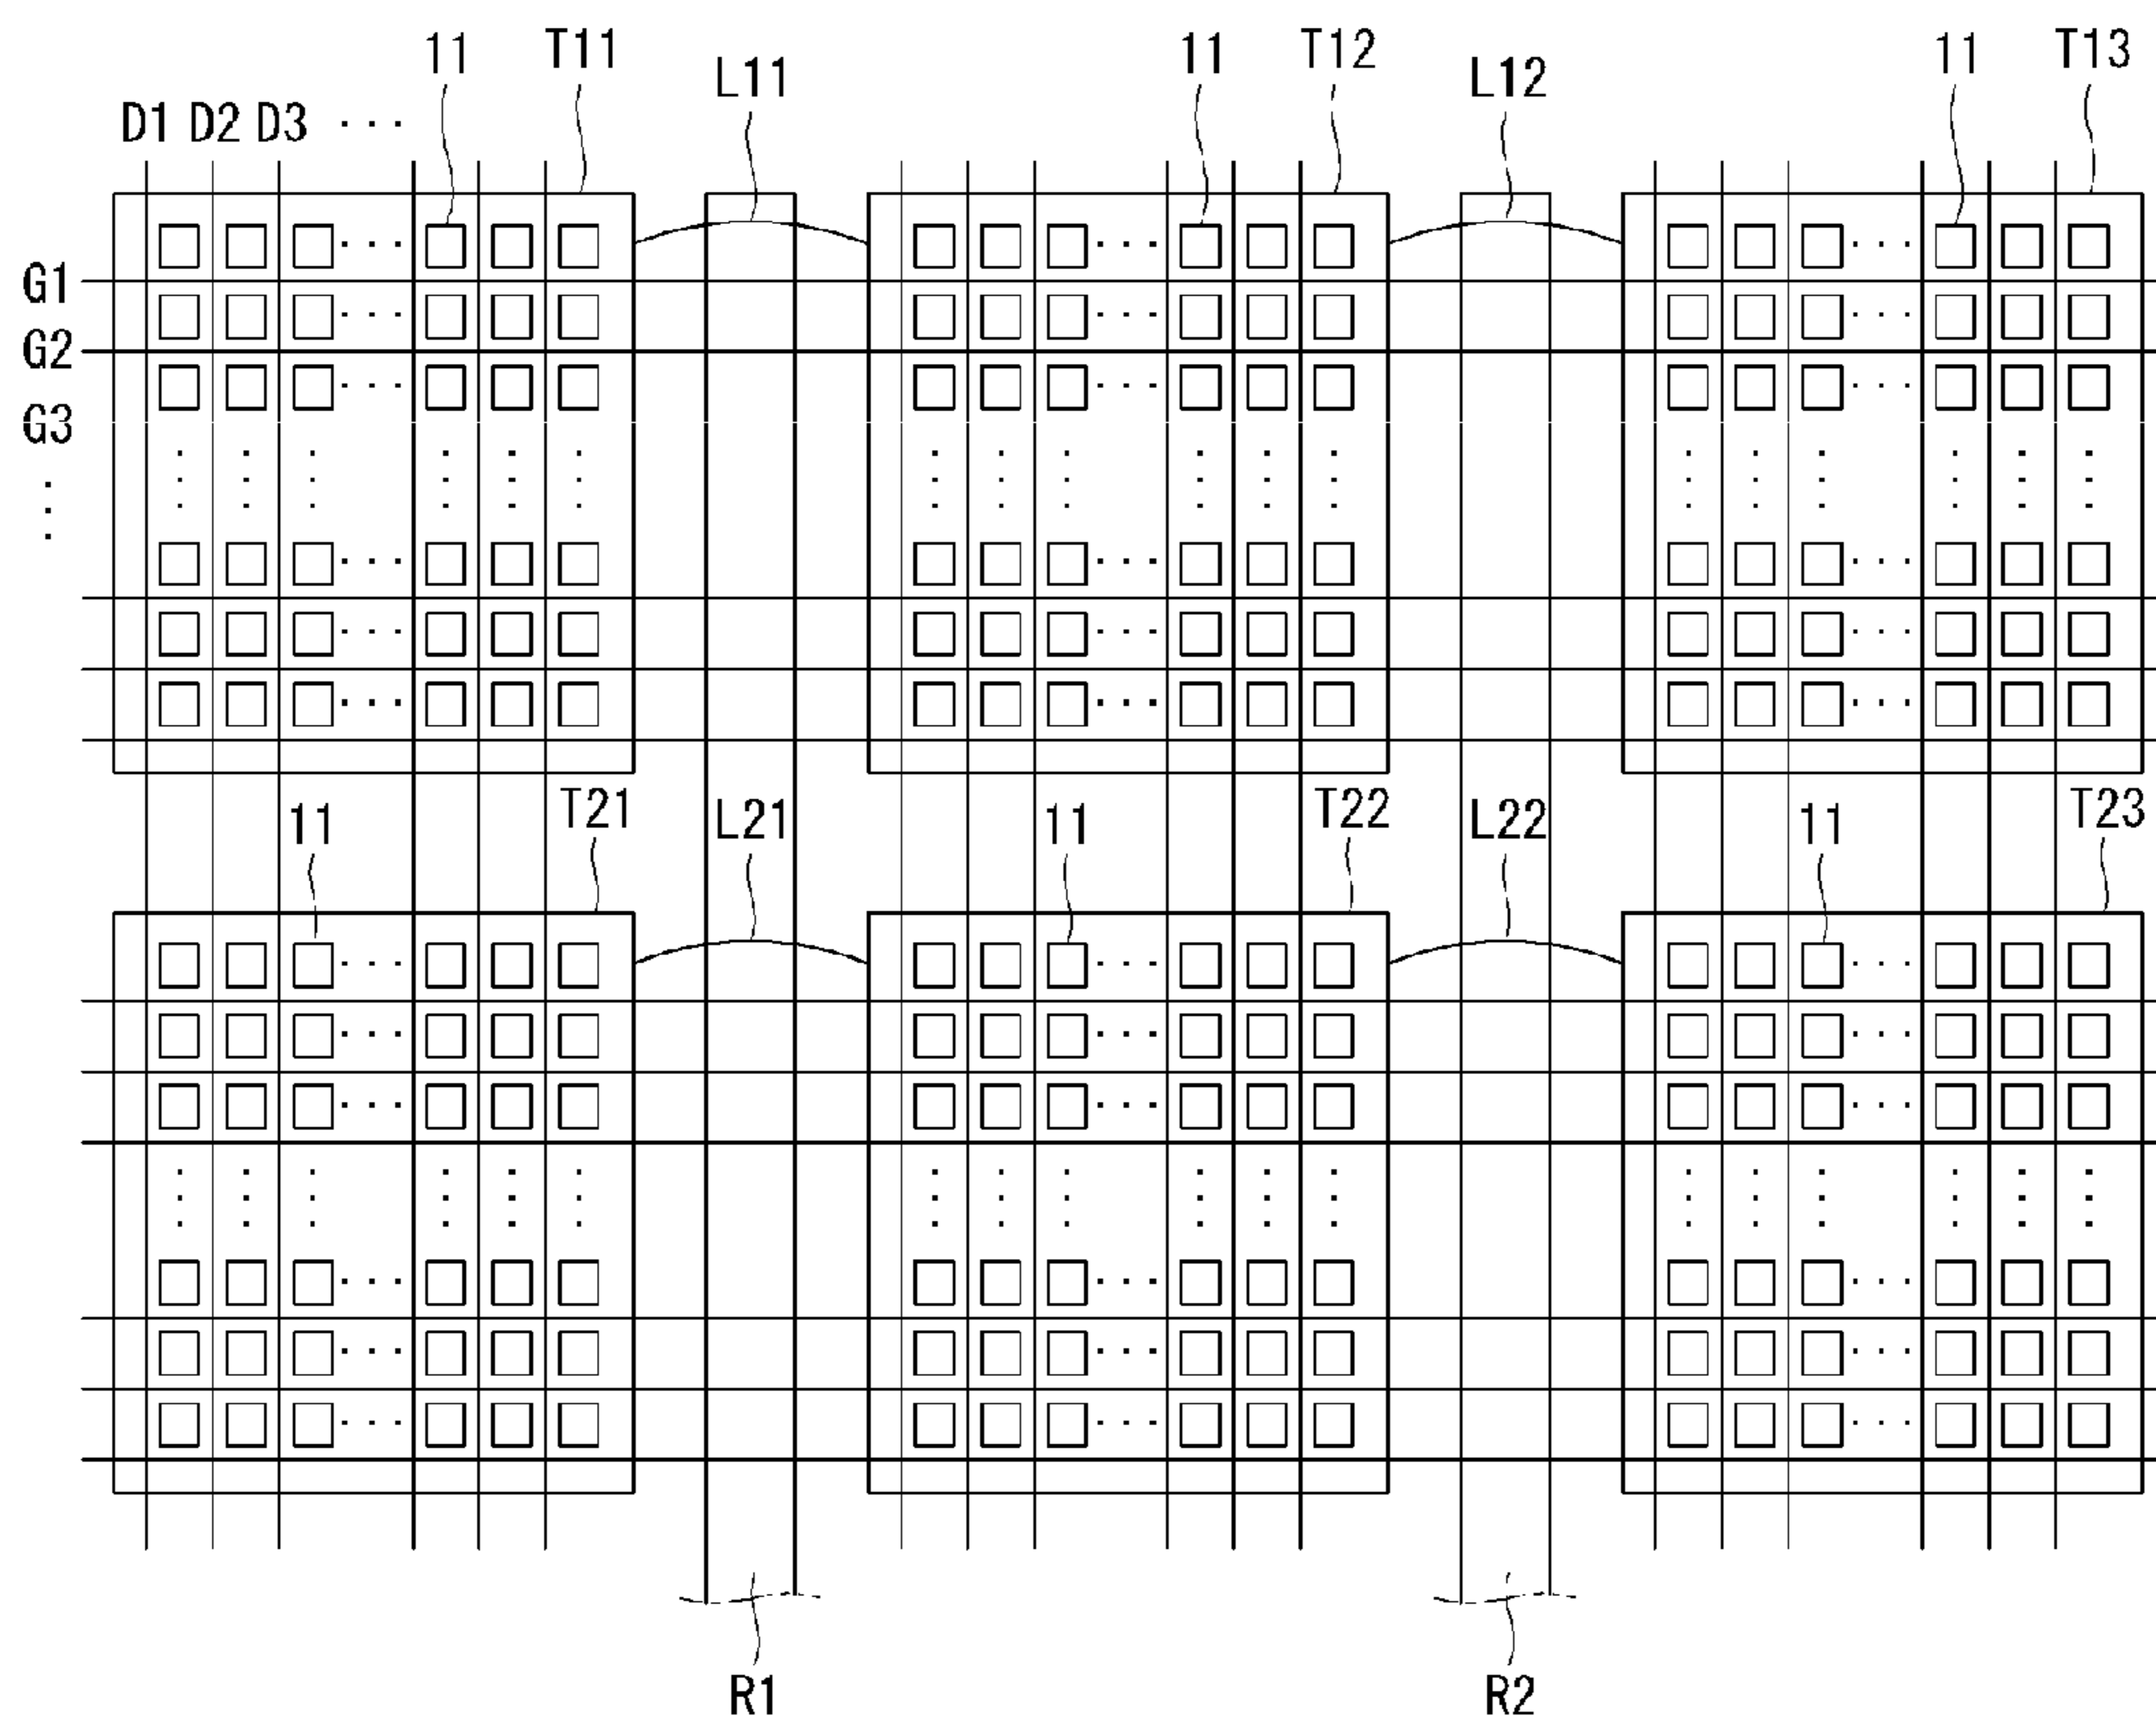 11 T11 L11 11 T12 L12 11 T13
D1 D2 D3 ···
G1
G2
G3
11 T21 L21 11 T22 L22 11 T23
R1 R2